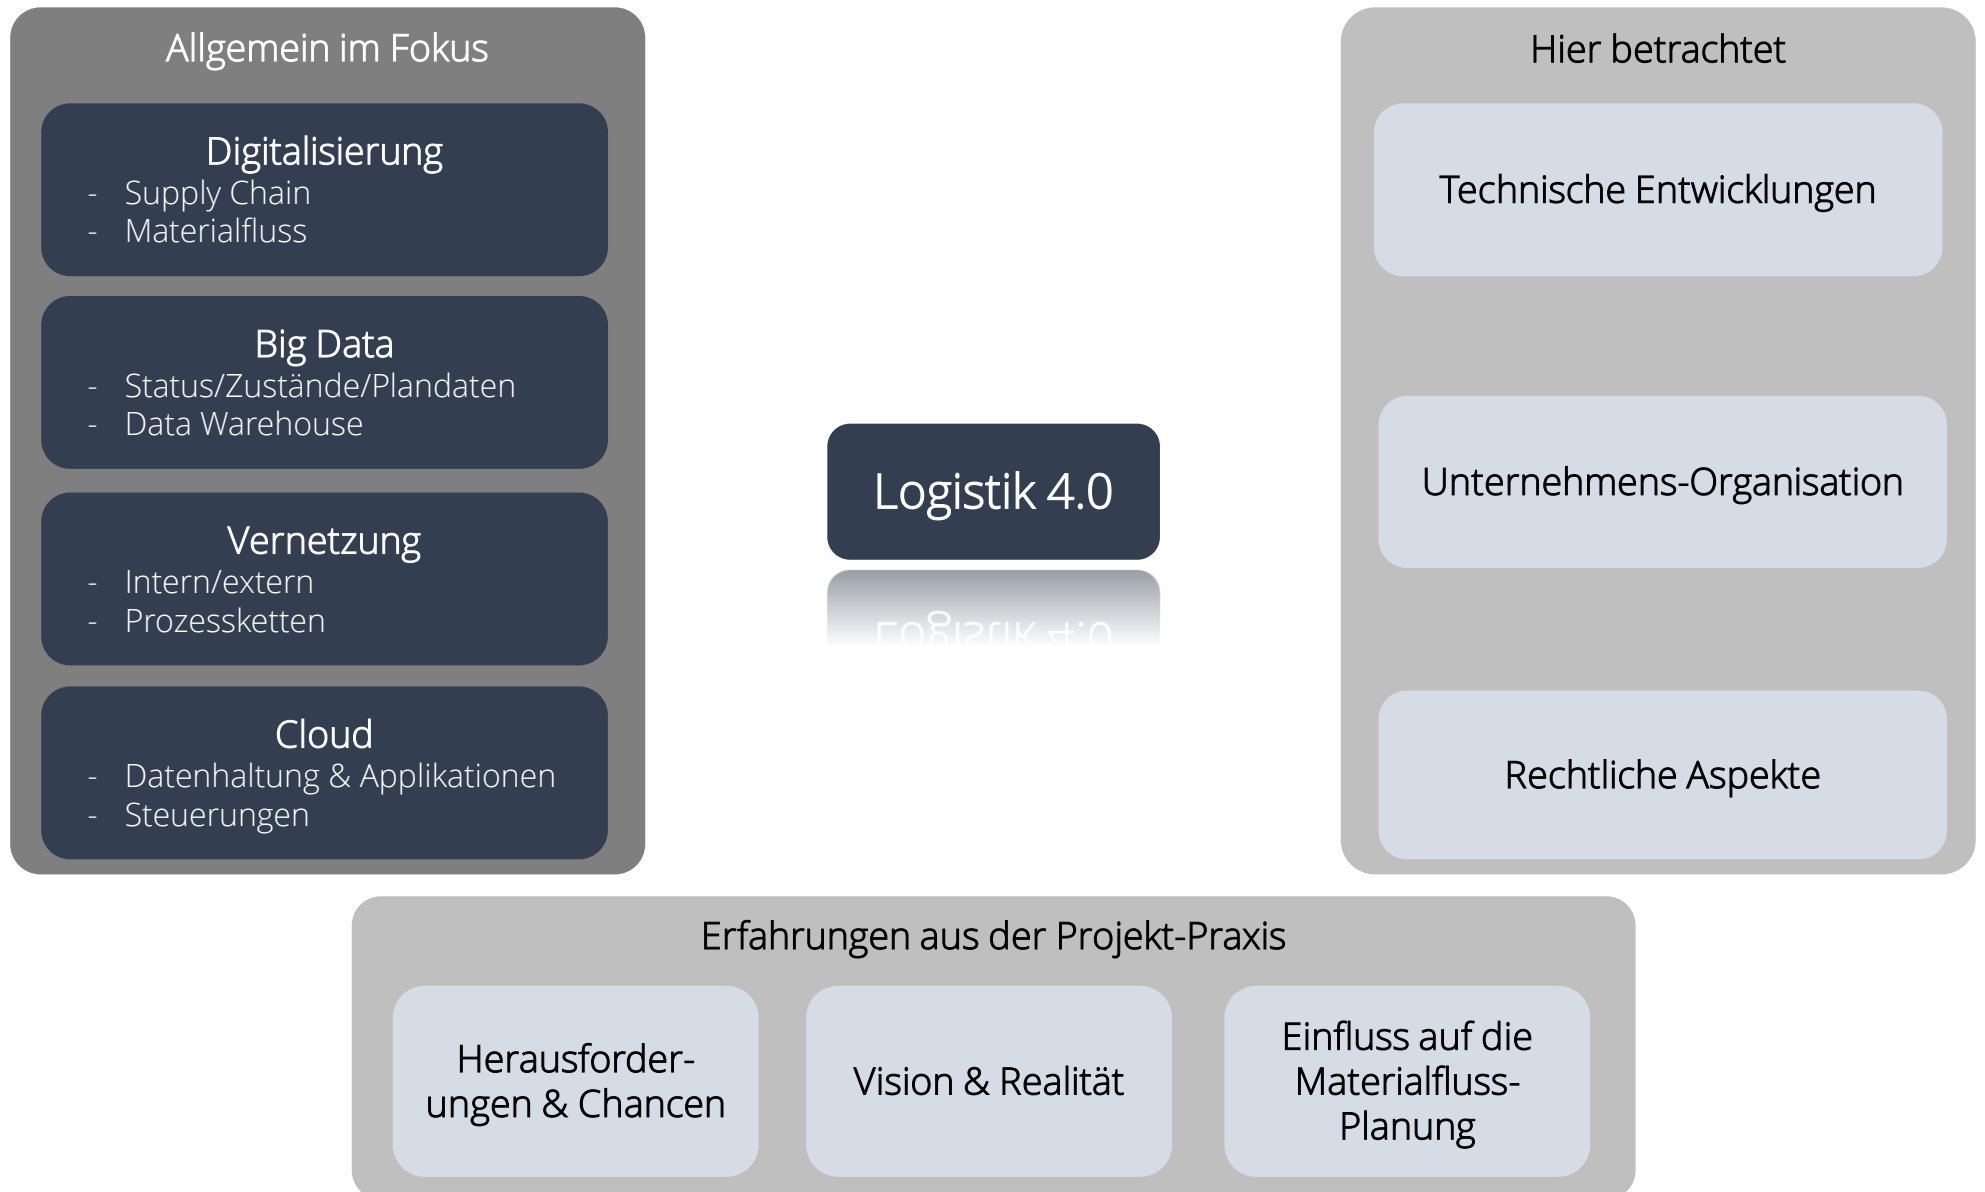 Allgemein im Fokus
Digitalisierung
- Supply Chain
- Materialfluss
Big Data
- Status/Zustände/Plandaten
- Data Warehouse
Vernetzung
- Intern/extern
- Prozessketten
Cloud
- Datenhaltung & Applikationen
- Steuerungen
Logistik 4.0
Hier betrachtet
Technische Entwicklungen
Unternehmens-Organisation
Rechtliche Aspekte
Erfahrungen aus der Projekt-Praxis
Herausforder-
ungen & Chancen
Vision & Realität
Einfluss auf die
Materialfluss-
Planung